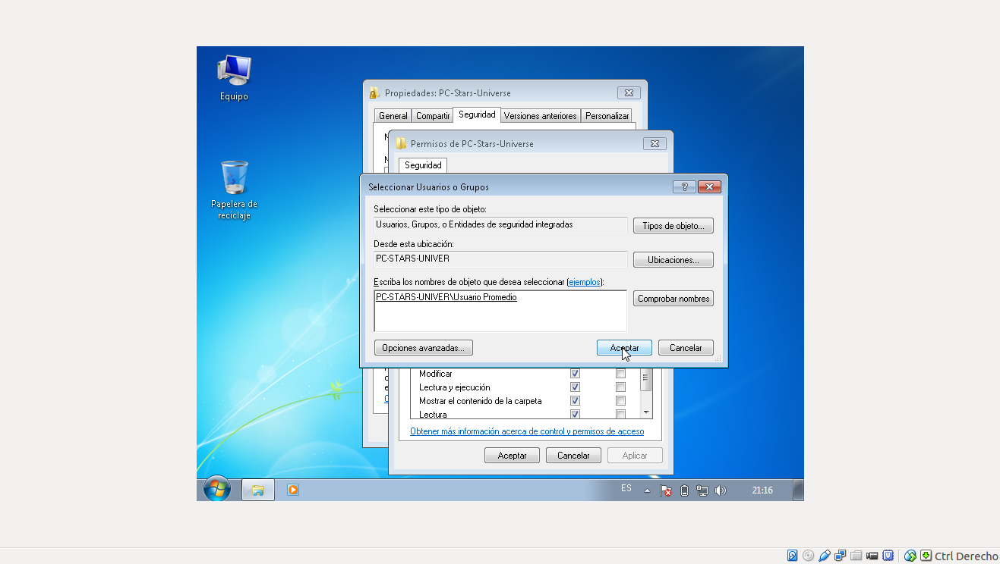 Equipo
Papelera de
reciclaje
Propiedades: PC-Stars-Universe
General
Compartir
Seguridad
Versiones anteriores
Personalizar
Permisos de PC-Stars-Universe
Seguridad
Seleccionar Usuarios o Grupos
Seleccionar este tipo de objeto:
Usuarios, Grupos, o Entidades de seguridad integradas
Tipos de objeto...
Desde esta ubicación:
PC-STARS-UNIVER
Ubicaciones...
Escriba los nombres de objeto que desea seleccionar (ejemplos):
PC-STARS-UNIVER\Usuario Promedio
Comprobar nombres
Opciones avanzadas...
Aceptar
Cancelar
Modificar
Lectura y ejecución
Mostrar el contenido de la carpeta
Lectura
Obtener más información acerca de control y permisos de acceso
Aceptar
Cancelar
Aplicar
ES
21:16
Ctrl Derecho